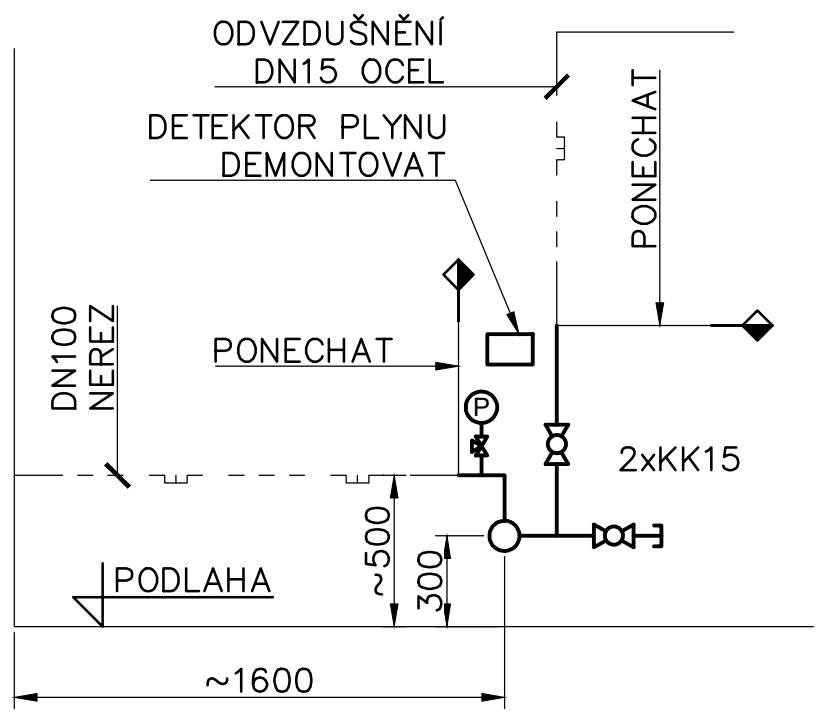 ODVZDUŠNĚNÍ
DN15 OCEL
DETEKTOR PLYNU
DEMONTOVAT
PONECHAT
DN100
NEREZ
PONECHAT
P
2xKK15
~500
300
PODLAHA
~1600